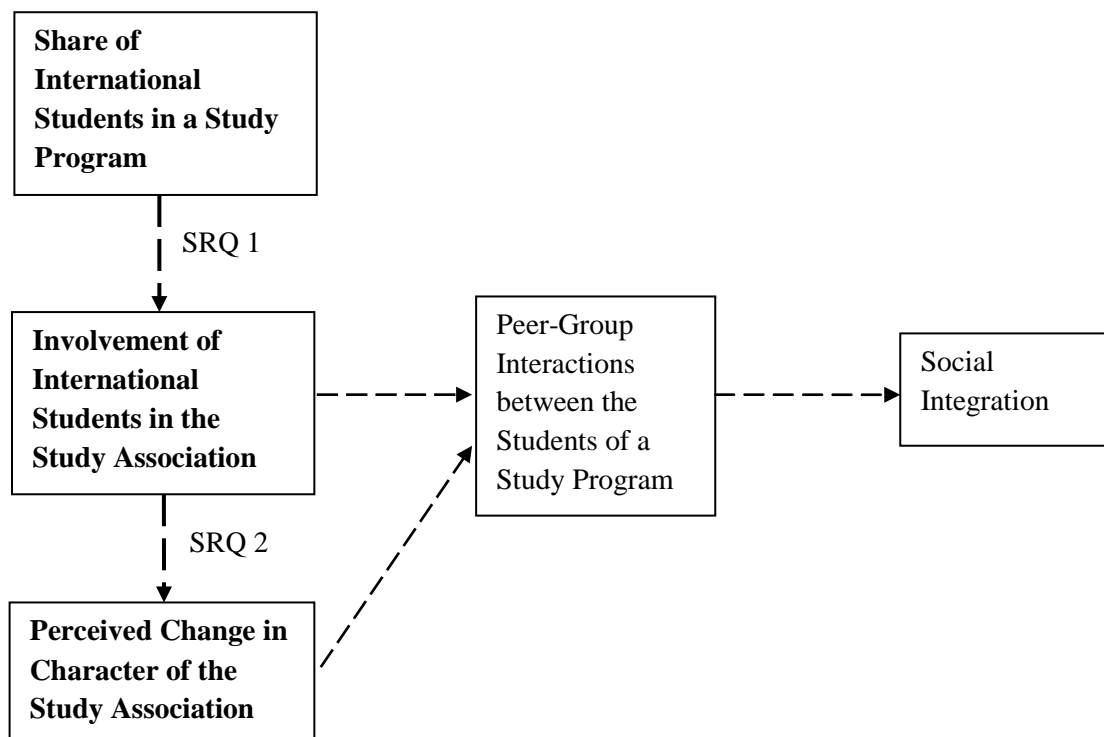 Share of
International
Students in a Study
Program
SRQ 1
Involvement of
International
Students in the
Study Association
Peer-Group
Interactions
between the
Students of a
Study Program
Social
Integration
SRQ 2
Perceived Change in
Character of the
Study Association